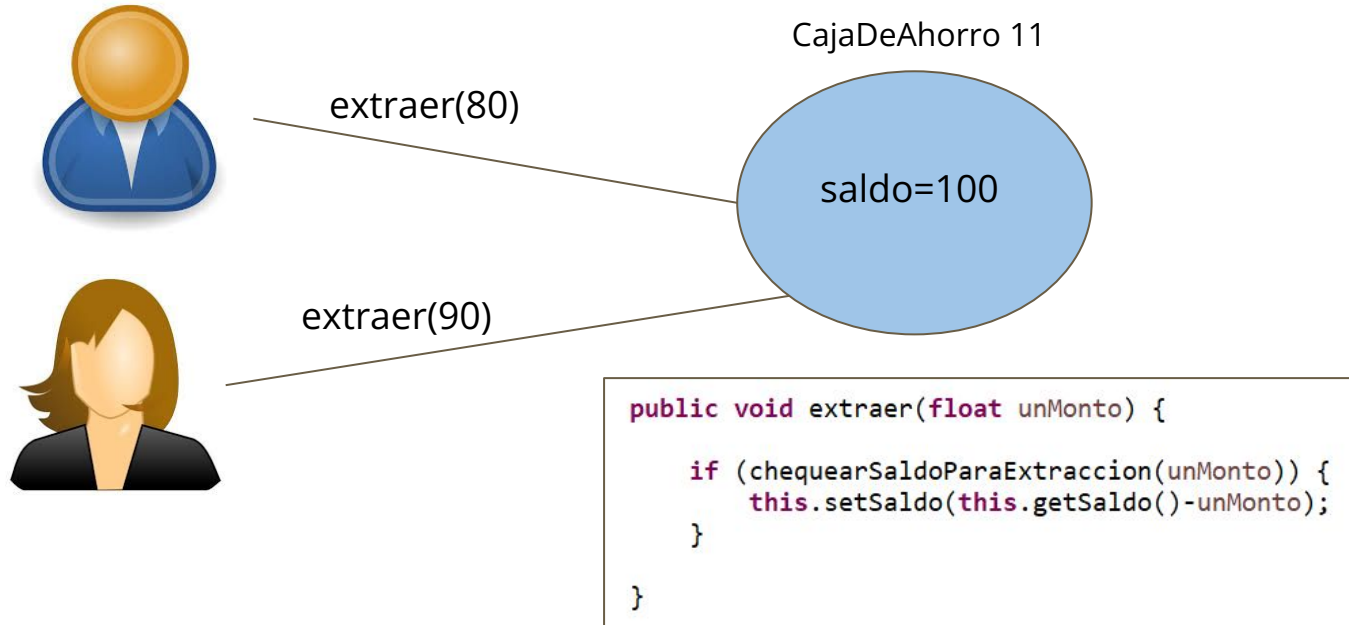 CajaDeAhorro 11
extraer(80)
saldo=100
extraer(90)
public void extraer(float unMonto) {
if (chequearSaldoParaExtraccion(unMonto)) {
this.setSaldo(this.getSaldo()-unMonto);
}
}